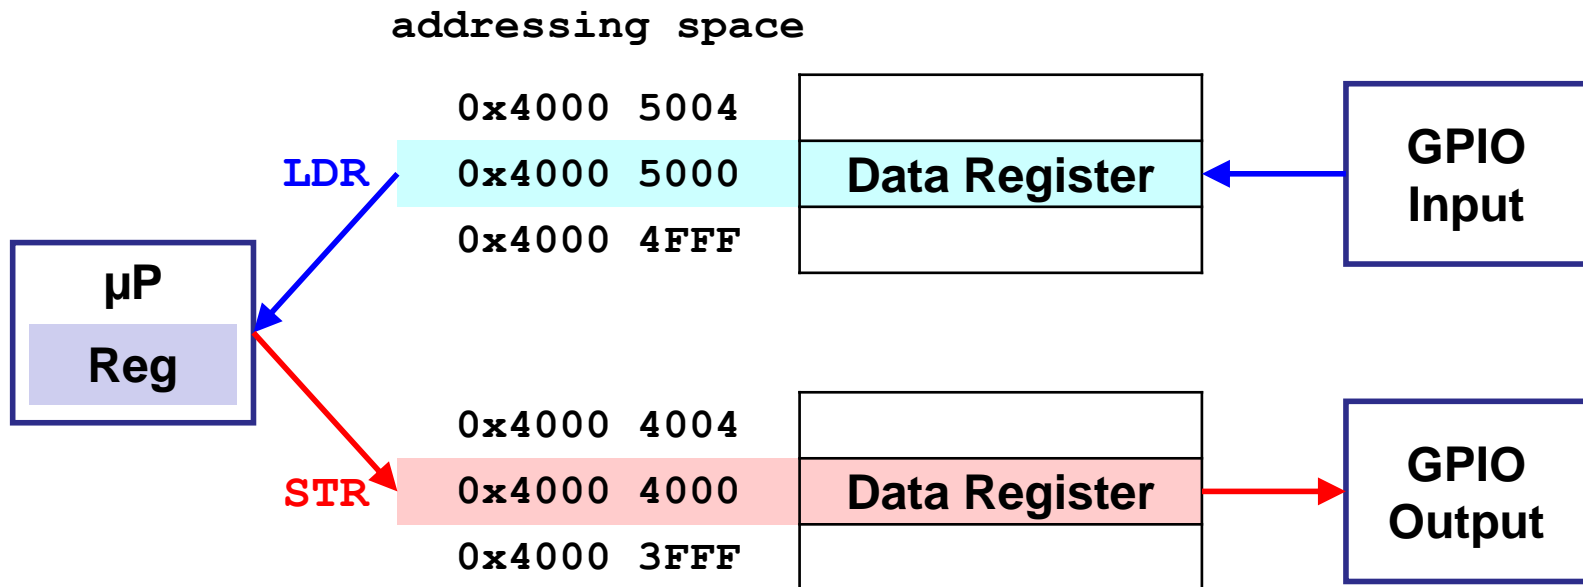 addressing space
0x4000 5004
LDR 0x4000 5000 Data Register
0x4000 4FFF
GPIO
Input
µP
Reg
0x4000 4004
STR 0x4000 4000 Data Register
0x4000 3FFF
GPIO
Output